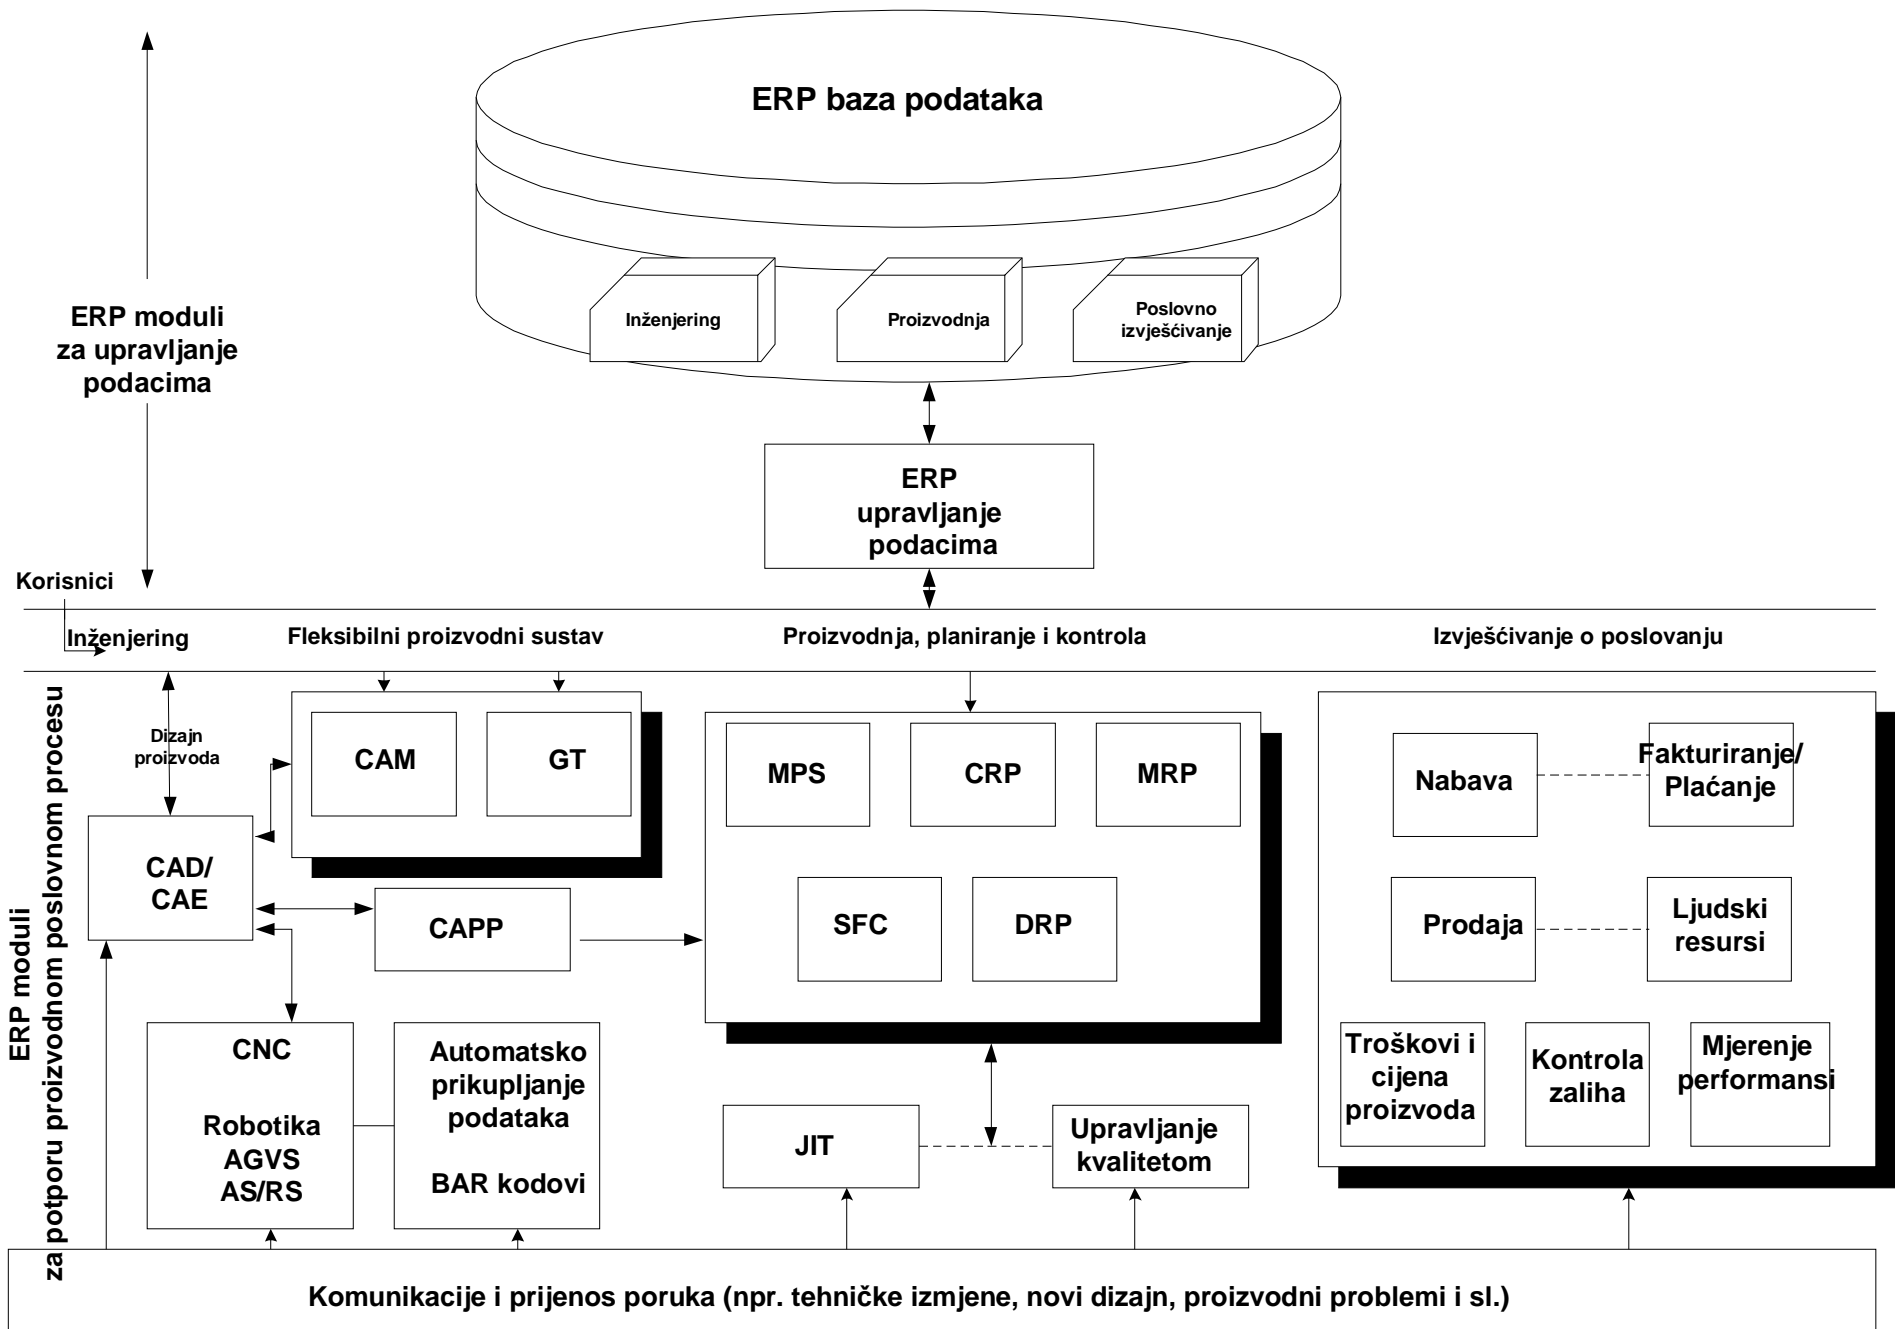 ERP baza podataka
Inženjering
Proizvodnja
Poslovno
izvješćivanje
ERP moduli
za upravljanje
podacima
ERP
upravljanje
podacima
Korisnici
Inženjering
Fleksibilni proizvodni sustav
Proizvodnja, planiranje i kontrola
Izvješćivanje o poslovanju
ERP moduli
za potporu proizvodnom poslovnom procesu
Dizajn
proizvoda
CAM
GT
CAD/
CAE
CAPP
MPS
CRP
MRP
SFC
DRP
Nabava
Fakturiranje/
Plaćanje
Prodaja
Ljudski
resursi
Troškovi i
cijena
proizvoda
Kontrola
zaliha
Mjerenje
performansi
CNC
Robotika
AGVS
AS/RS
Automatsko
prikupljanje
podataka
BAR kodovi
JIT
Upravljanje
kvalitetom
Komunikacije i prijenos poruka (npr. tehničke izmjene, novi dizajn, proizvodni problemi i sl.)